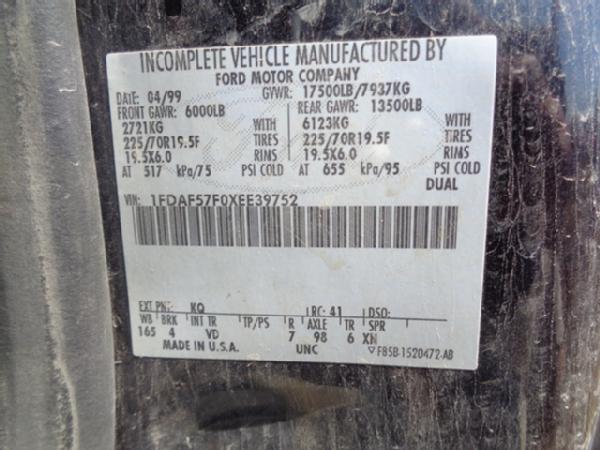 INCOMPLETE VEHICLE MANUFACTURED BY
FORD MOTOR COMPANY
DATE: 04/99 GVWR: 17500LB/7937KG
FRONT GAWR: 6000LB REAR GAWR: 13500LB
2721KG WITH 6123KG WITH
225/70R19.5F TIRES 225/70R19.5F TIRES
19.5X6.0 RIMS 19.5X6.0 RIMS
AT 517 kPa/75 PSI COLD AT 655 kPa/95 PSI COLD
DUAL
VIN: 1FDAF57F0XEE39752
EXT PNT: KQ RC: 41 DSO:
WB BRK INT TR TP/PS R AXLE TR SPR
165 4 VD 7 98 6 XN
MADE IN U.S.A. UNC F85B-1520472-AB